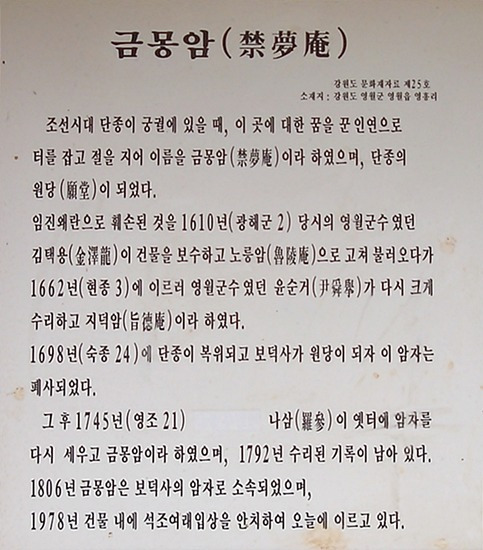 금몽암(禁夢庵)
강원도 문화재자료 제25호
소재지 : 강원도 영월군 영월읍 영흥리
조선시대 단종이 궁궐에 있을 때, 이 곳에 대한 꿈을 꾼 인연으로
터를 잡고 절을 지어 이름을 금몽암(禁夢庵)이라 하였으며, 단종의
원당(願堂)이 되었다.
임진왜란으로 훼손된 것을 1610년(광해군 2) 당시의 영월군수였던
김택용(金澤龍)이 건물을 보수하고 노릉암(魯陵庵)으로 고쳐 불러오다가
1662년(현종 3)에 이르러 영월군수였던 윤순거(尹舜擧)가 다시 크게
수리하고 지덕암(旨德庵)이라 하였다.
1698년(숙종 24)에 단종이 복위되고 보덕사가 원당이 되자 이 암자는
폐사되었다.
그 후 1745년(영조 21) 나삼(羅參)이 옛터에 암자를
다시 세우고 금몽암이라 하였으며, 1792년 수리된 기록이 남아 있다.
1806년 금몽암은 보덕사의 암자로 소속되었으며,
1978년 건물 내에 석조여래입상을 안치하여 오늘에 이르고 있다.